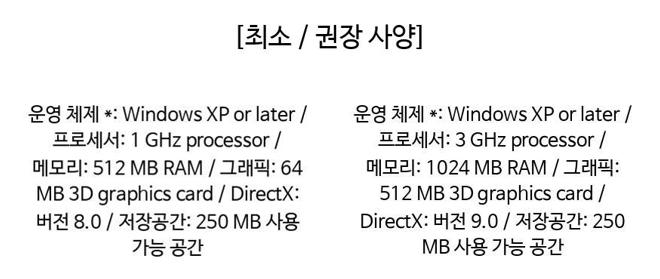 [최소 / 권장 사양]
운영 체제 *: Windows XP or later /
프로세서: 1 GHz processor /
메모리: 512 MB RAM / 그래픽: 64
MB 3D graphics card / DirectX:
버전 8.0 / 저장공간: 250 MB 사용
가능 공간
운영 체제 *: Windows XP or later /
프로세서: 3 GHz processor /
메모리: 1024 MB RAM / 그래픽:
512 MB 3D graphics card /
DirectX: 버전 9.0 / 저장공간: 250
MB 사용 가능 공간